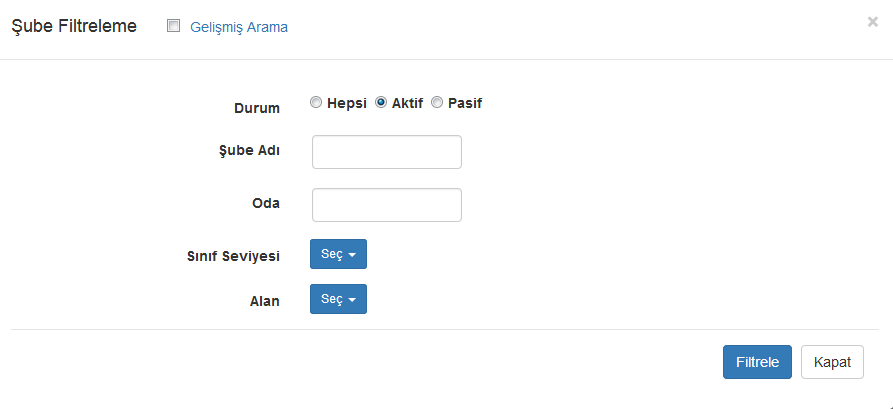 Şube Filtreleme Gelişmiş Arama ×
Durum Hepsi Aktif Pasif
Şube Adı
Oda
Sınıf Seviyesi Seç
Alan Seç
Filtrele Kapat